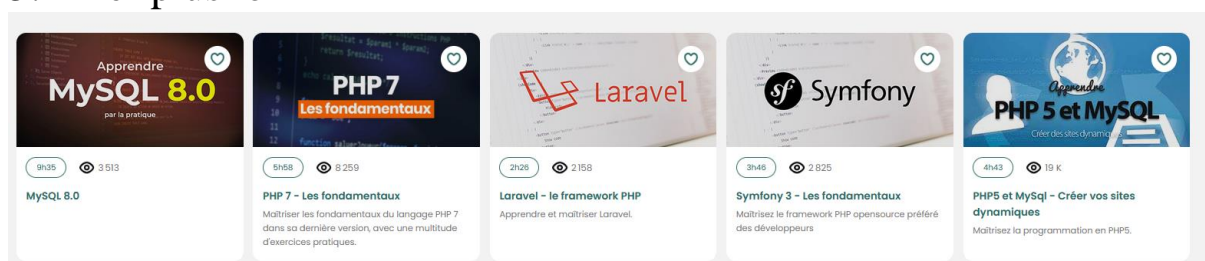 Apprendre
MySQL 8.0
par la pratique
9h35 3 513
MySQL 8.0
PHP 7
Les fondamentaux
5h58 8 259
PHP 7 - Les fondamentaux
Maîtriser les fondamentaux du langage PHP 7
dans sa dernière version, avec une multitude
d'exercices pratiques.
Laravel
2h26 2 158
Laravel - le framework PHP
Apprendre et maîtriser Laravel.
sf Symfony
3h46 2 825
Symfony 3 - Les fondamentaux
Maîtrisez le framework PHP opensource préféré
des développeurs
Apprendre
PHP 5 et MySQL
Créer des sites dynamiques
4h43 19 K
PHP5 et MySql - Créer vos sites
dynamiques
Maîtrisez la programmation en PHP5.